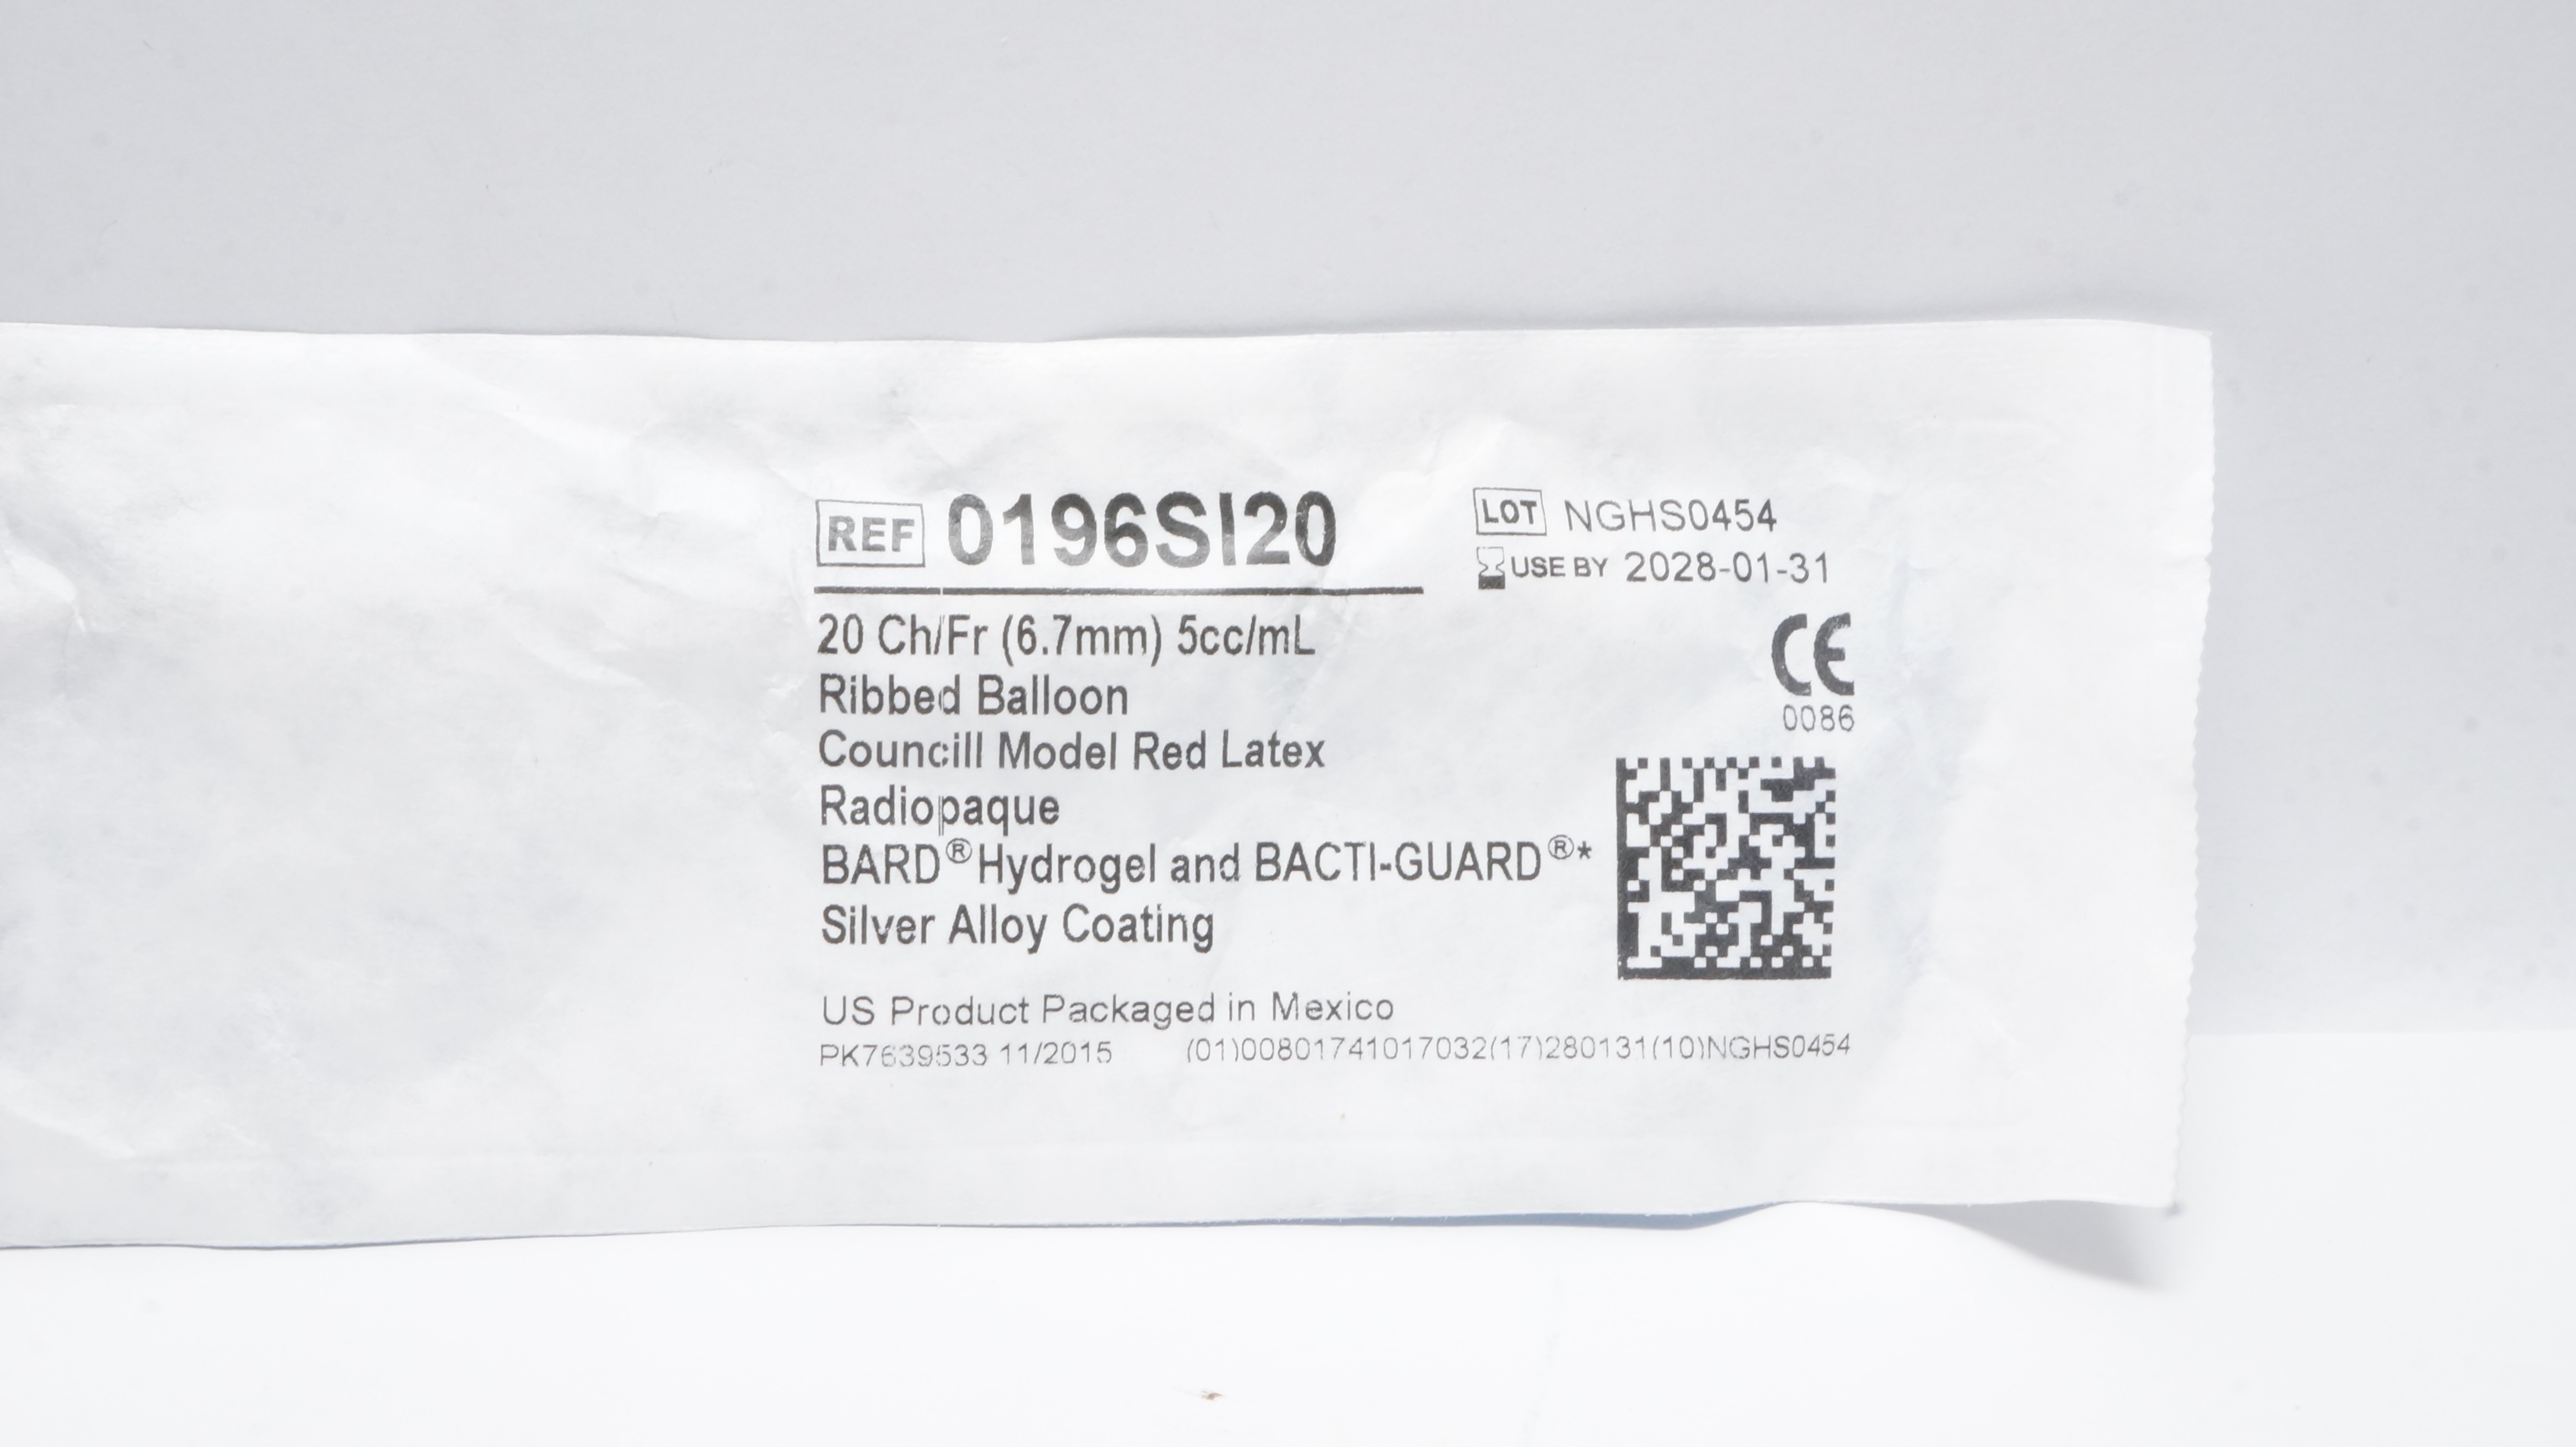 REF 0196SI20
LOT NGHS0454
USE BY 2028-01-31
20 Ch/Fr (6.7mm) 5cc/mL
Ribbed Balloon
Councill Model Red Latex
Radiopaque
BARD® Hydrogel and BACTI-GUARD®*
Silver Alloy Coating
CE
0086
US Product Packaged in Mexico
PK7639533 11/2015 (01)00801741017032(17)280131(10)NGHS0454